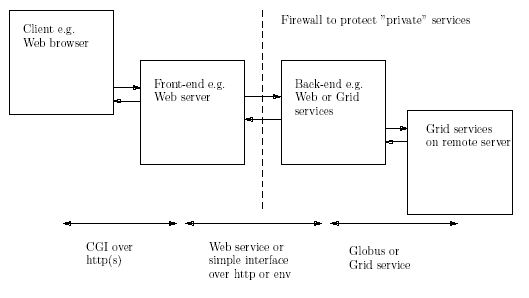 Client e.g.
Web browser
Firewall to protect "private" services
Front-end e.g.
Web server
Back-end e.g.
Web or Grid
services
Grid services
on remote server
CGI over
http(s)
Web service or
simple interface
over http or env
Globus or
Grid service